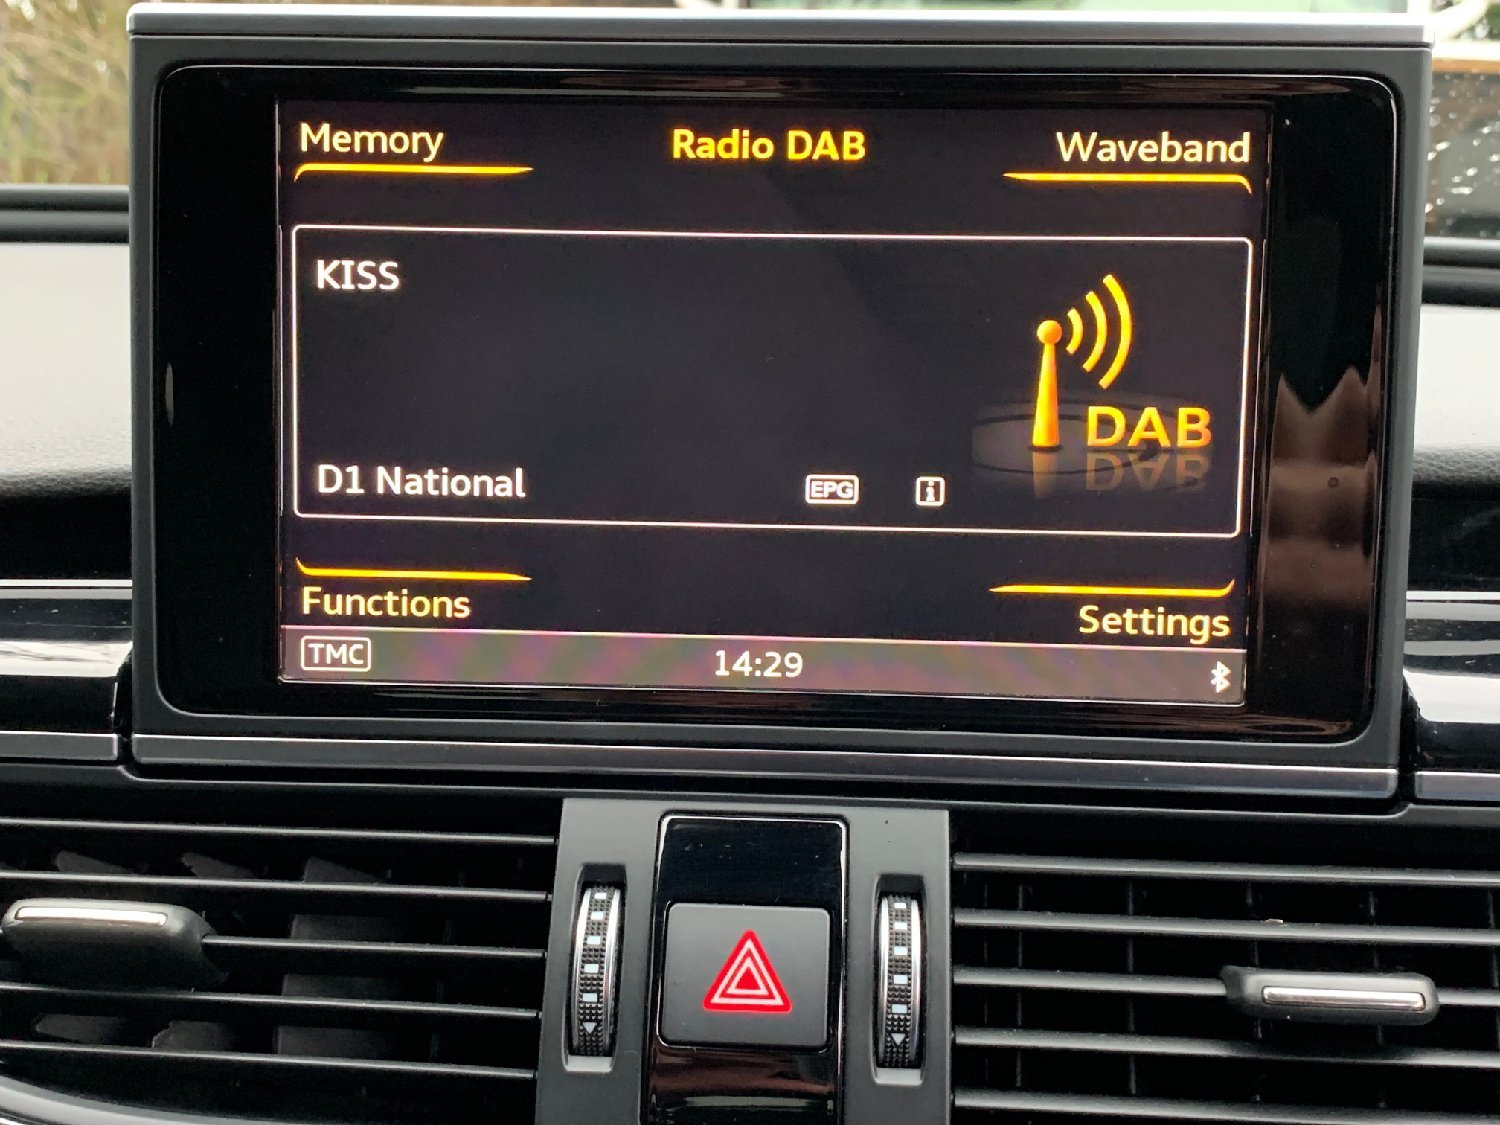 Memory
Radio DAB
Waveband
KISS
DAB
D1 National
EPG
i
Functions
Settings
TMC
14:29